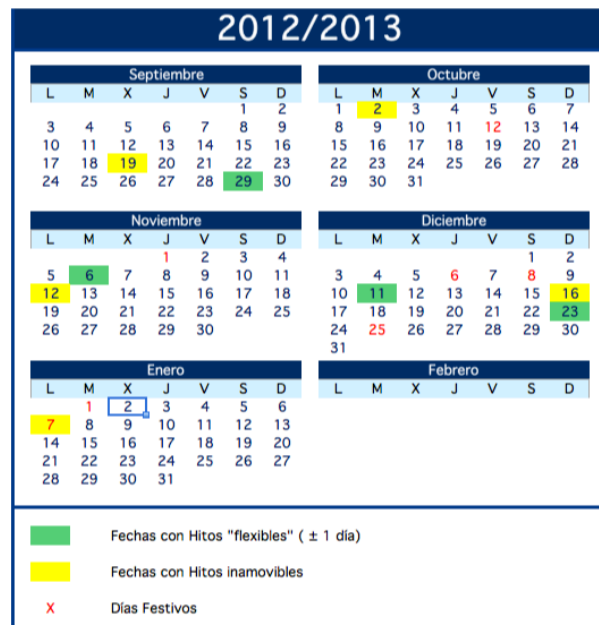 2012/2013
Septiembre
L M X J V S D
1 2
3 4 5 6 7 8 9
10 11 12 13 14 15 16
17 18 19 20 21 22 23
24 25 26 27 28 29 30
Octubre
L M X J V S D
1 2 3 4 5 6 7
8 9 10 11 12 13 14
15 16 17 18 19 20 21
22 23 24 25 26 27 28
29 30 31
Noviembre
L M X J V S D
1 2 3 4
5 6 7 8 9 10 11
12 13 14 15 16 17 18
19 20 21 22 23 24 25
26 27 28 29 30
Diciembre
L M X J V S D
1 2
3 4 5 6 7 8 9
10 11 12 13 14 15 16
17 18 19 20 21 22 23
24 25 26 27 28 29 30
31
Enero
L M X J V S D
1 2 3 4 5 6
7 8 9 10 11 12 13
14 15 16 17 18 19 20
21 22 23 24 25 26 27
28 29 30 31
Febrero
L M X J V S D
Fechas con Hitos "flexibles" ( ± 1 día)
Fechas con Hitos inamovibles
X Días Festivos